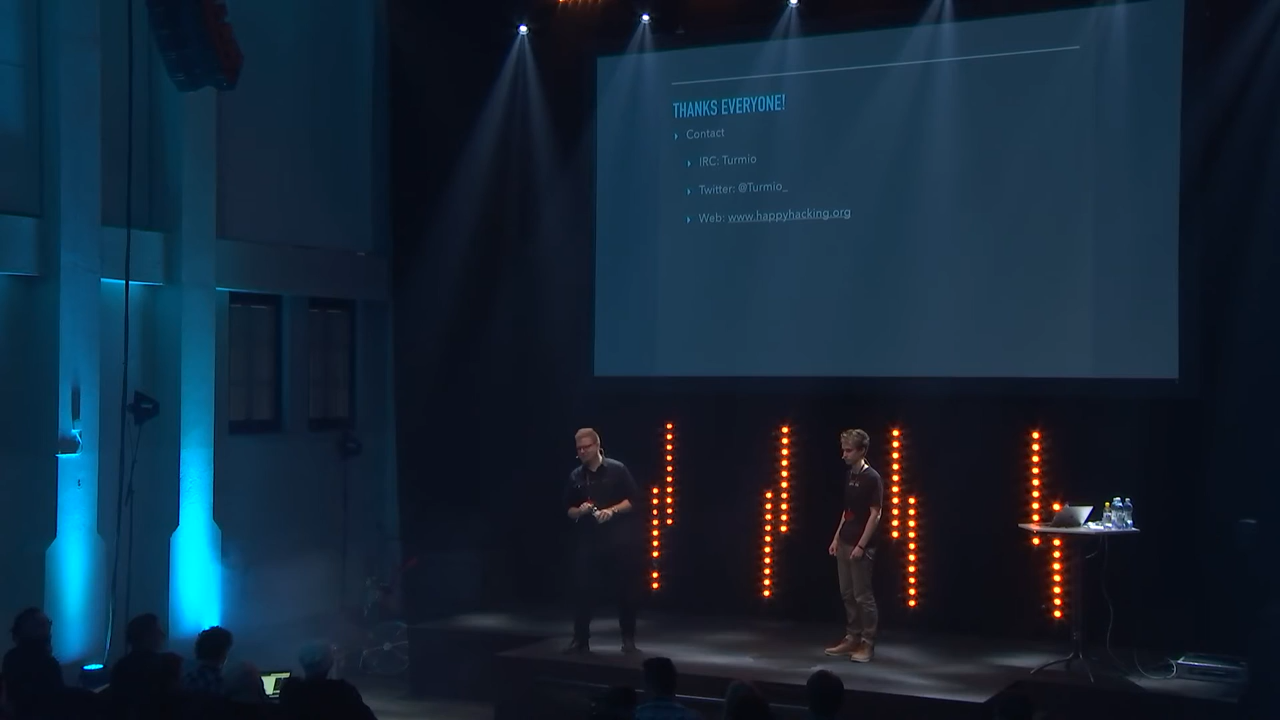 THANKS EVERYONE!
Contact
IRC: Turmio
Twitter: @Turmio_
Web: www.happyhacking.org